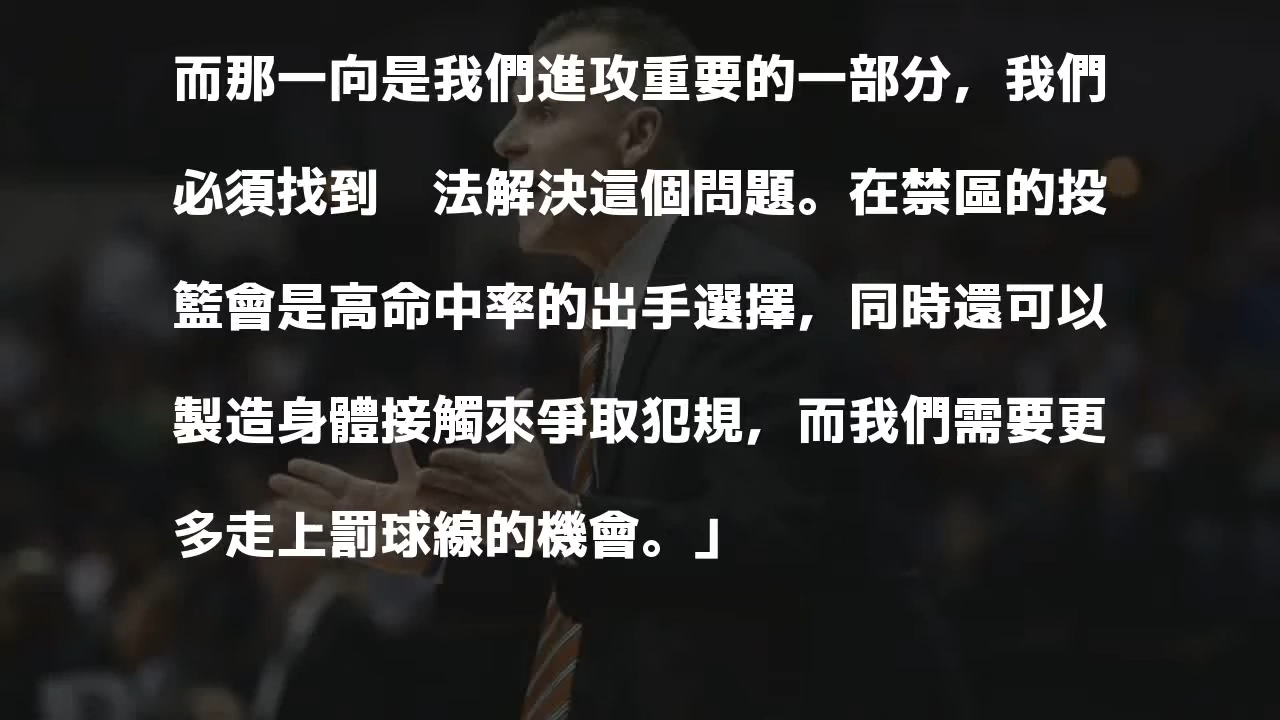 而那一向是我們進攻重要的一部分，我們
必須找到　法解決這個問題。在禁區的投
籃會是高命中率的出手選擇，同時還可以
製造身體接觸來爭取犯規，而我們需要更
多走上罰球線的機會。」